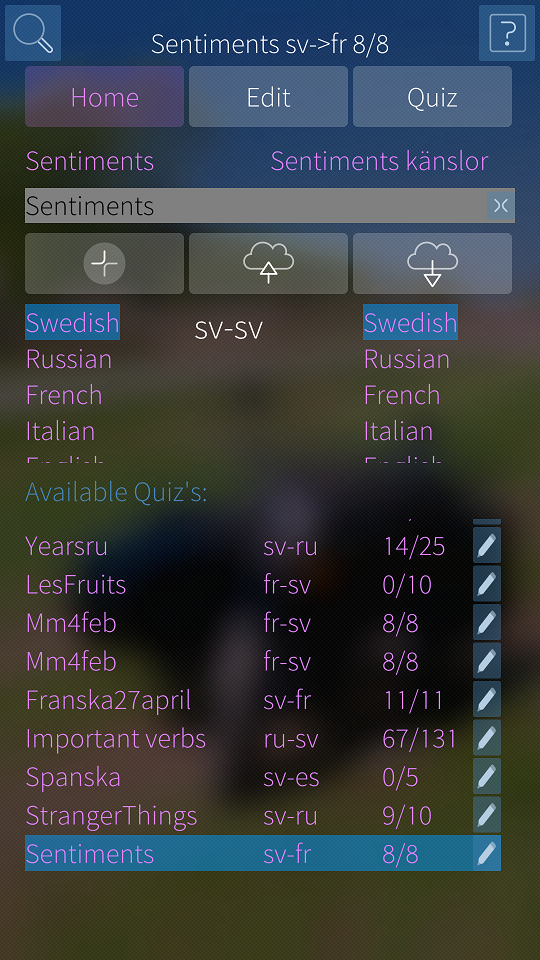 Sentiments sv->fr 8/8
Home Edit Quiz
Sentiments Sentiments känslor
Sentiments
Swedish sv-sv Swedish
Russian Russian
French French
Italian Italian
English English
Available Quiz's:
Yearsru sv-ru 14/25
LesFruits fr-sv 0/10
Mm4feb fr-sv 8/8
Mm4feb fr-sv 8/8
Franska27april sv-fr 11/11
Important verbs ru-sv 67/131
Spanska sv-es 0/5
StrangerThings sv-ru 9/10
Sentiments sv-fr 8/8